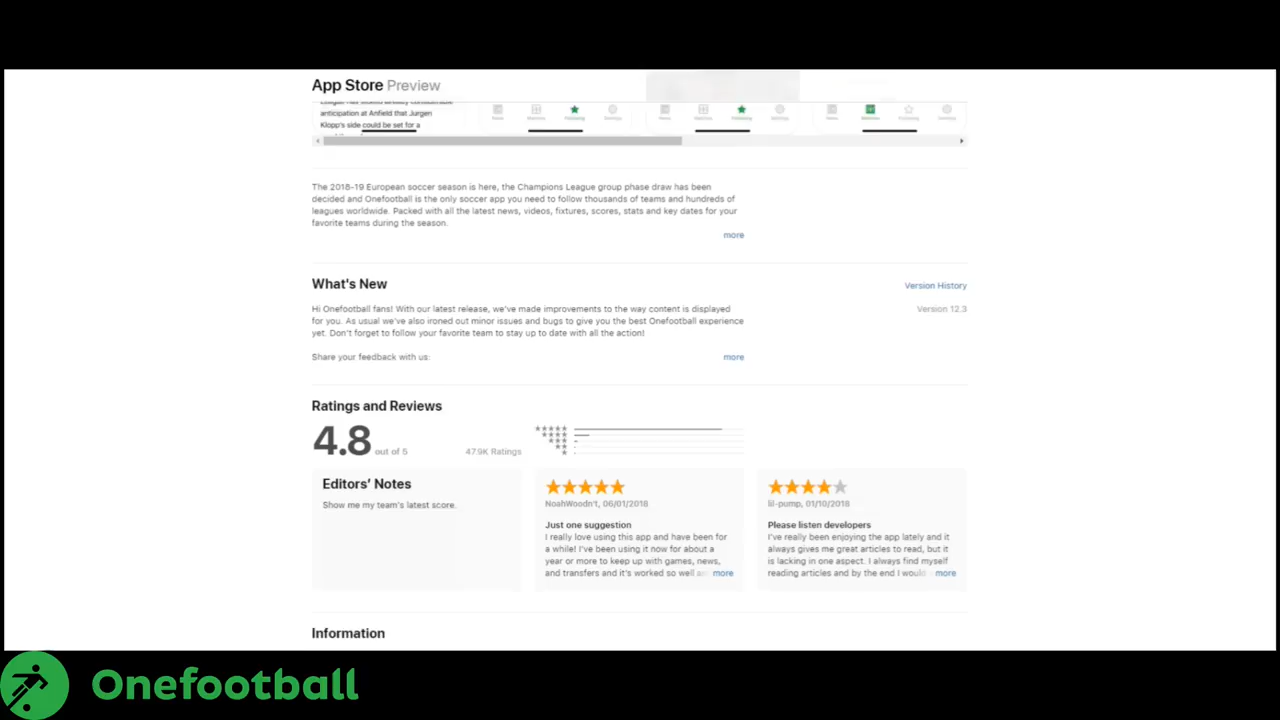 App Store Preview
anticipation at Anfield that Jurgen
Klopp's side could be set for a
The 2018-19 European soccer season is here, the Champions League group phase draw has been
decided and Onefootball is the only soccer app you need to follow thousands of teams and hundreds of
leagues worldwide. Packed with all the latest news, videos, fixtures, scores, stats and key dates for your
favorite teams during the season.
more
What's New
Version History
Hi Onefootball fans! With our latest release, we've made improvements to the way content is displayed
for you. As usual we've also ironed out minor issues and bugs to give you the best Onefootball experience
yet. Don't forget to follow your favorite team to stay up to date with all the action!
Version 12.3
Share your feedback with us:
more
Ratings and Reviews
4.8 out of 5
47.9K Ratings
Editors' Notes
Show me my team's latest score.
NoahWoodn't, 06/01/2018
Just one suggestion
I really love using this app and have been for
a while! I've been using it now for about a
year or more to keep up with games, news,
and transfers and it's worked so well more
lil-pump, 01/10/2018
Please listen developers
I've really been enjoying the app lately and it
always gives me great articles to read, but it
is lacking in one aspect. I always find myself
reading articles and by the end I would more
Information
Onefootball